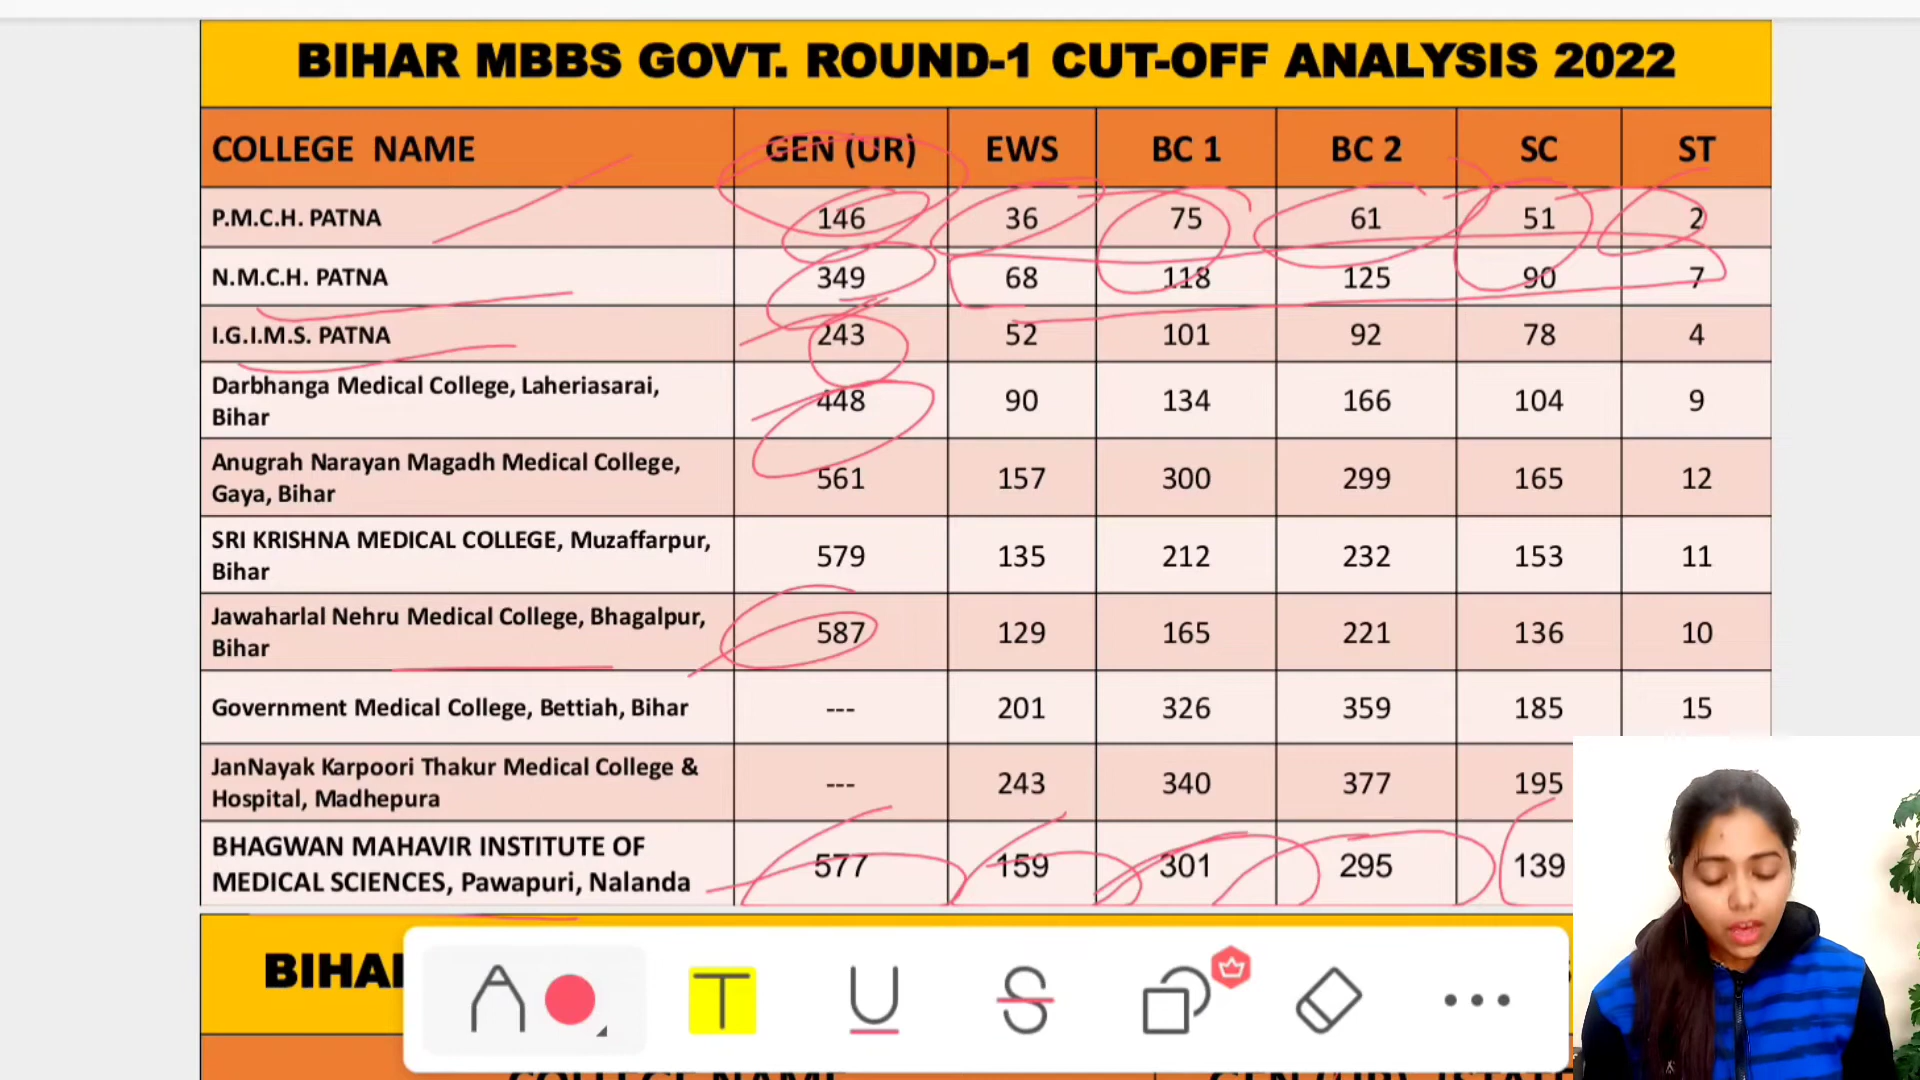 BIHAR MBBS GOVT. ROUND-1 CUT-OFF ANALYSIS 2022
COLLEGE NAME GEN (UR) EWS BC 1 BC 2 SC ST
P.M.C.H. PATNA 146 36 75 61 51 2
N.M.C.H. PATNA 349 68 118 125 90 7
I.G.I.M.S. PATNA 243 52 101 92 78 4
Darbhanga Medical College, Laheriasarai,
Bihar 448 90 134 166 104 9
Anugrah Narayan Magadh Medical College,
Gaya, Bihar 561 157 300 299 165 12
SRI KRISHNA MEDICAL COLLEGE, Muzaffarpur,
Bihar 579 135 212 232 153 11
Jawaharlal Nehru Medical College, Bhagalpur,
Bihar 587 129 165 221 136 10
Government Medical College, Bettiah, Bihar --- 201 326 359 185 15
JanNayak Karpoori Thakur Medical College &
Hospital, Madhepura --- 243 340 377 195
BHAGWAN MAHAVIR INSTITUTE OF
MEDICAL SCIENCES, Pawapuri, Nalanda 577 159 301 295 139
A T U S
COLLEGE NAME